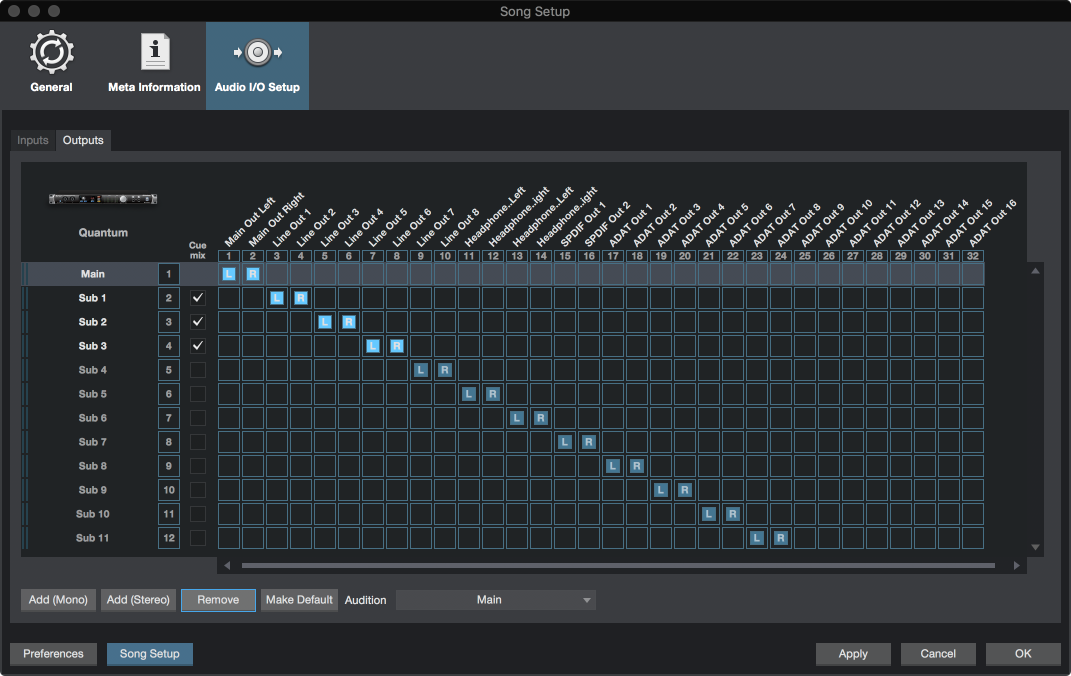 Song Setup
General
Meta Information
Audio I/O Setup
Inputs
Outputs
Quantum
Cue mix
Main Out Left
Main Out Right
Line Out 1
Line Out 2
Line Out 3
Line Out 4
Line Out 5
Line Out 6
Line Out 7
Line Out 8
Headphone..Left
Headphone..ight
Headphone..Left
Headphone..ight
SPDIF Out 1
SPDIF Out 2
ADAT Out 1
ADAT Out 2
ADAT Out 3
ADAT Out 4
ADAT Out 5
ADAT Out 6
ADAT Out 7
ADAT Out 8
ADAT Out 9
ADAT Out 10
ADAT Out 11
ADAT Out 12
ADAT Out 13
ADAT Out 14
ADAT Out 15
ADAT Out 16
1 2 3 4 5 6 7 8 9 10 11 12 13 14 15 16 17 18 19 20 21 22 23 24 25 26 27 28 29 30 31 32
Main 1 L R
Sub 1 2 L R
Sub 2 3 L R
Sub 3 4 L R
Sub 4 5 L R
Sub 5 6 L R
Sub 6 7 L R
Sub 7 8 L R
Sub 8 9 L R
Sub 9 10 L R
Sub 10 11 L R
Sub 11 12 L R
Add (Mono) Add (Stereo) Remove Make Default Audition Main
Preferences Song Setup Apply Cancel OK